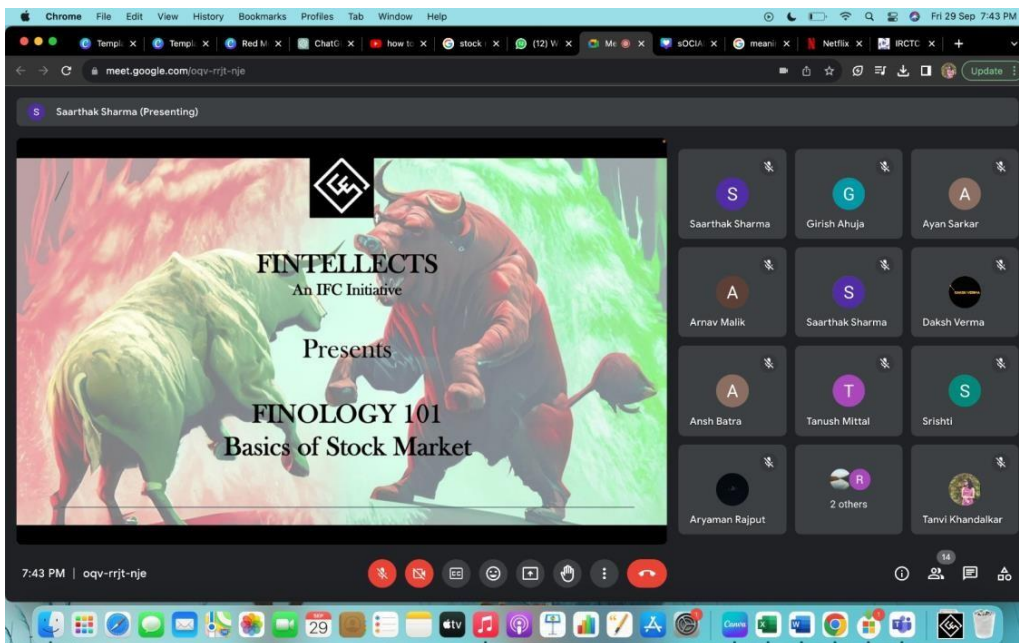 Chrome File Edit View History Bookmarks Profiles Tab Window Help Fri 29 Sep 7:43 PM
Templ Templ Red M ChatG how to stock (12) W Me sOCIA meani Netflix IRCTC
meet.google.com/oqv-rrjt-nje Update
S Saarthak Sharma (Presenting)
FINTELLECTS
An IFC Initiative
Presents
FINOLOGY 101
Basics of Stock Market
S G A
Saarthak Sharma Girish Ahuja Ayan Sarkar
A S
Arnav Malik Saarthak Sharma Daksh Verma
A T S
Ansh Batra Tanush Mittal Srishti
R
Aryaman Rajput 2 others Tanvi Khandalkar
14
7:43 PM | oqv-rrjt-nje
CC
SEP
29 tv Canva